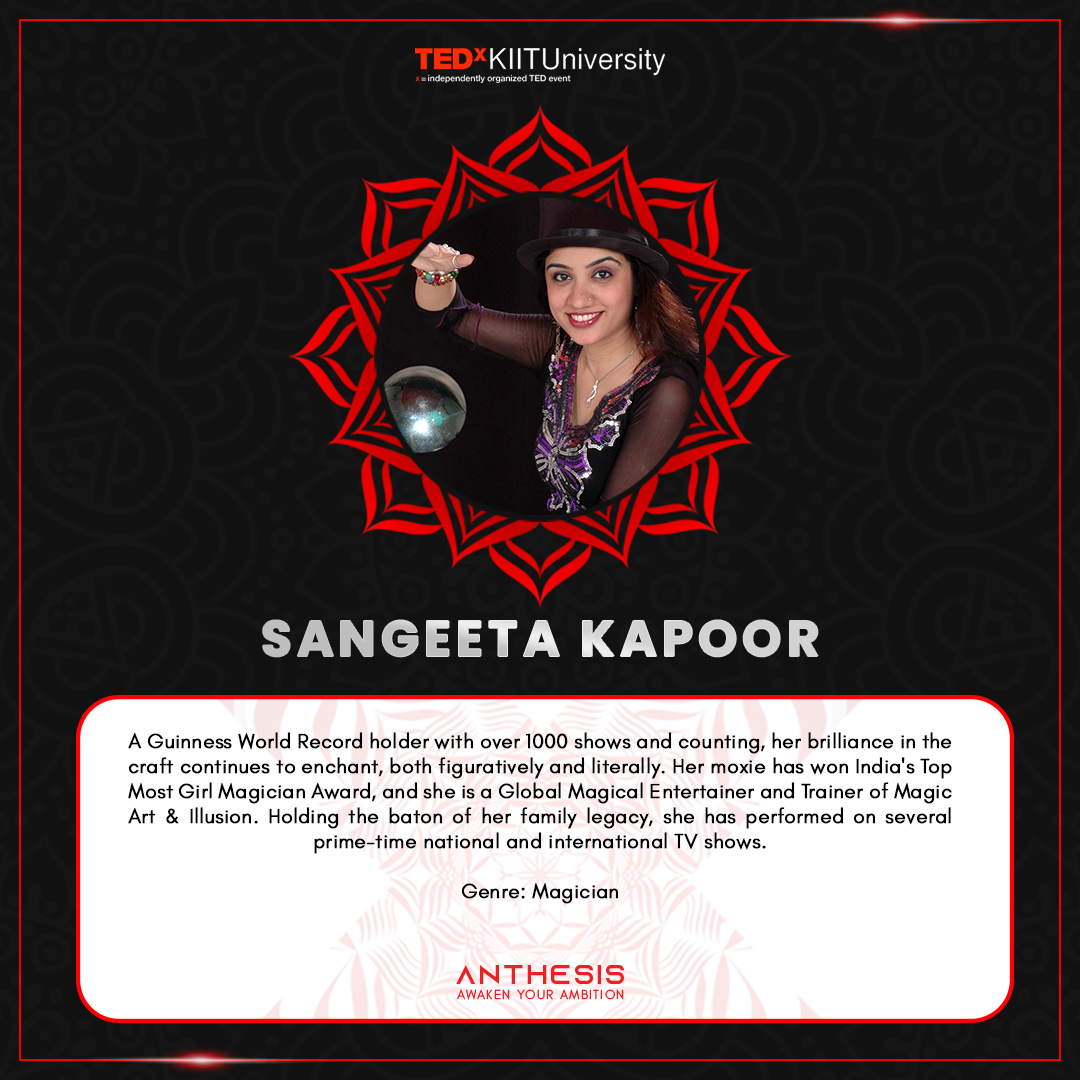 TEDxKIITUniversity
x = independently organized TED event
SANGEETA KAPOOR
A Guinness World Record holder with over 1000 shows and counting, her brilliance in the
craft continues to enchant, both figuratively and literally. Her moxie has won India's Top
Most Girl Magician Award, and she is a Global Magical Entertainer and Trainer of Magic
Art & Illusion. Holding the baton of her family legacy, she has performed on several
prime-time national and international TV shows.
Genre: Magician
ANTHESIS
AWAKEN YOUR AMBITION